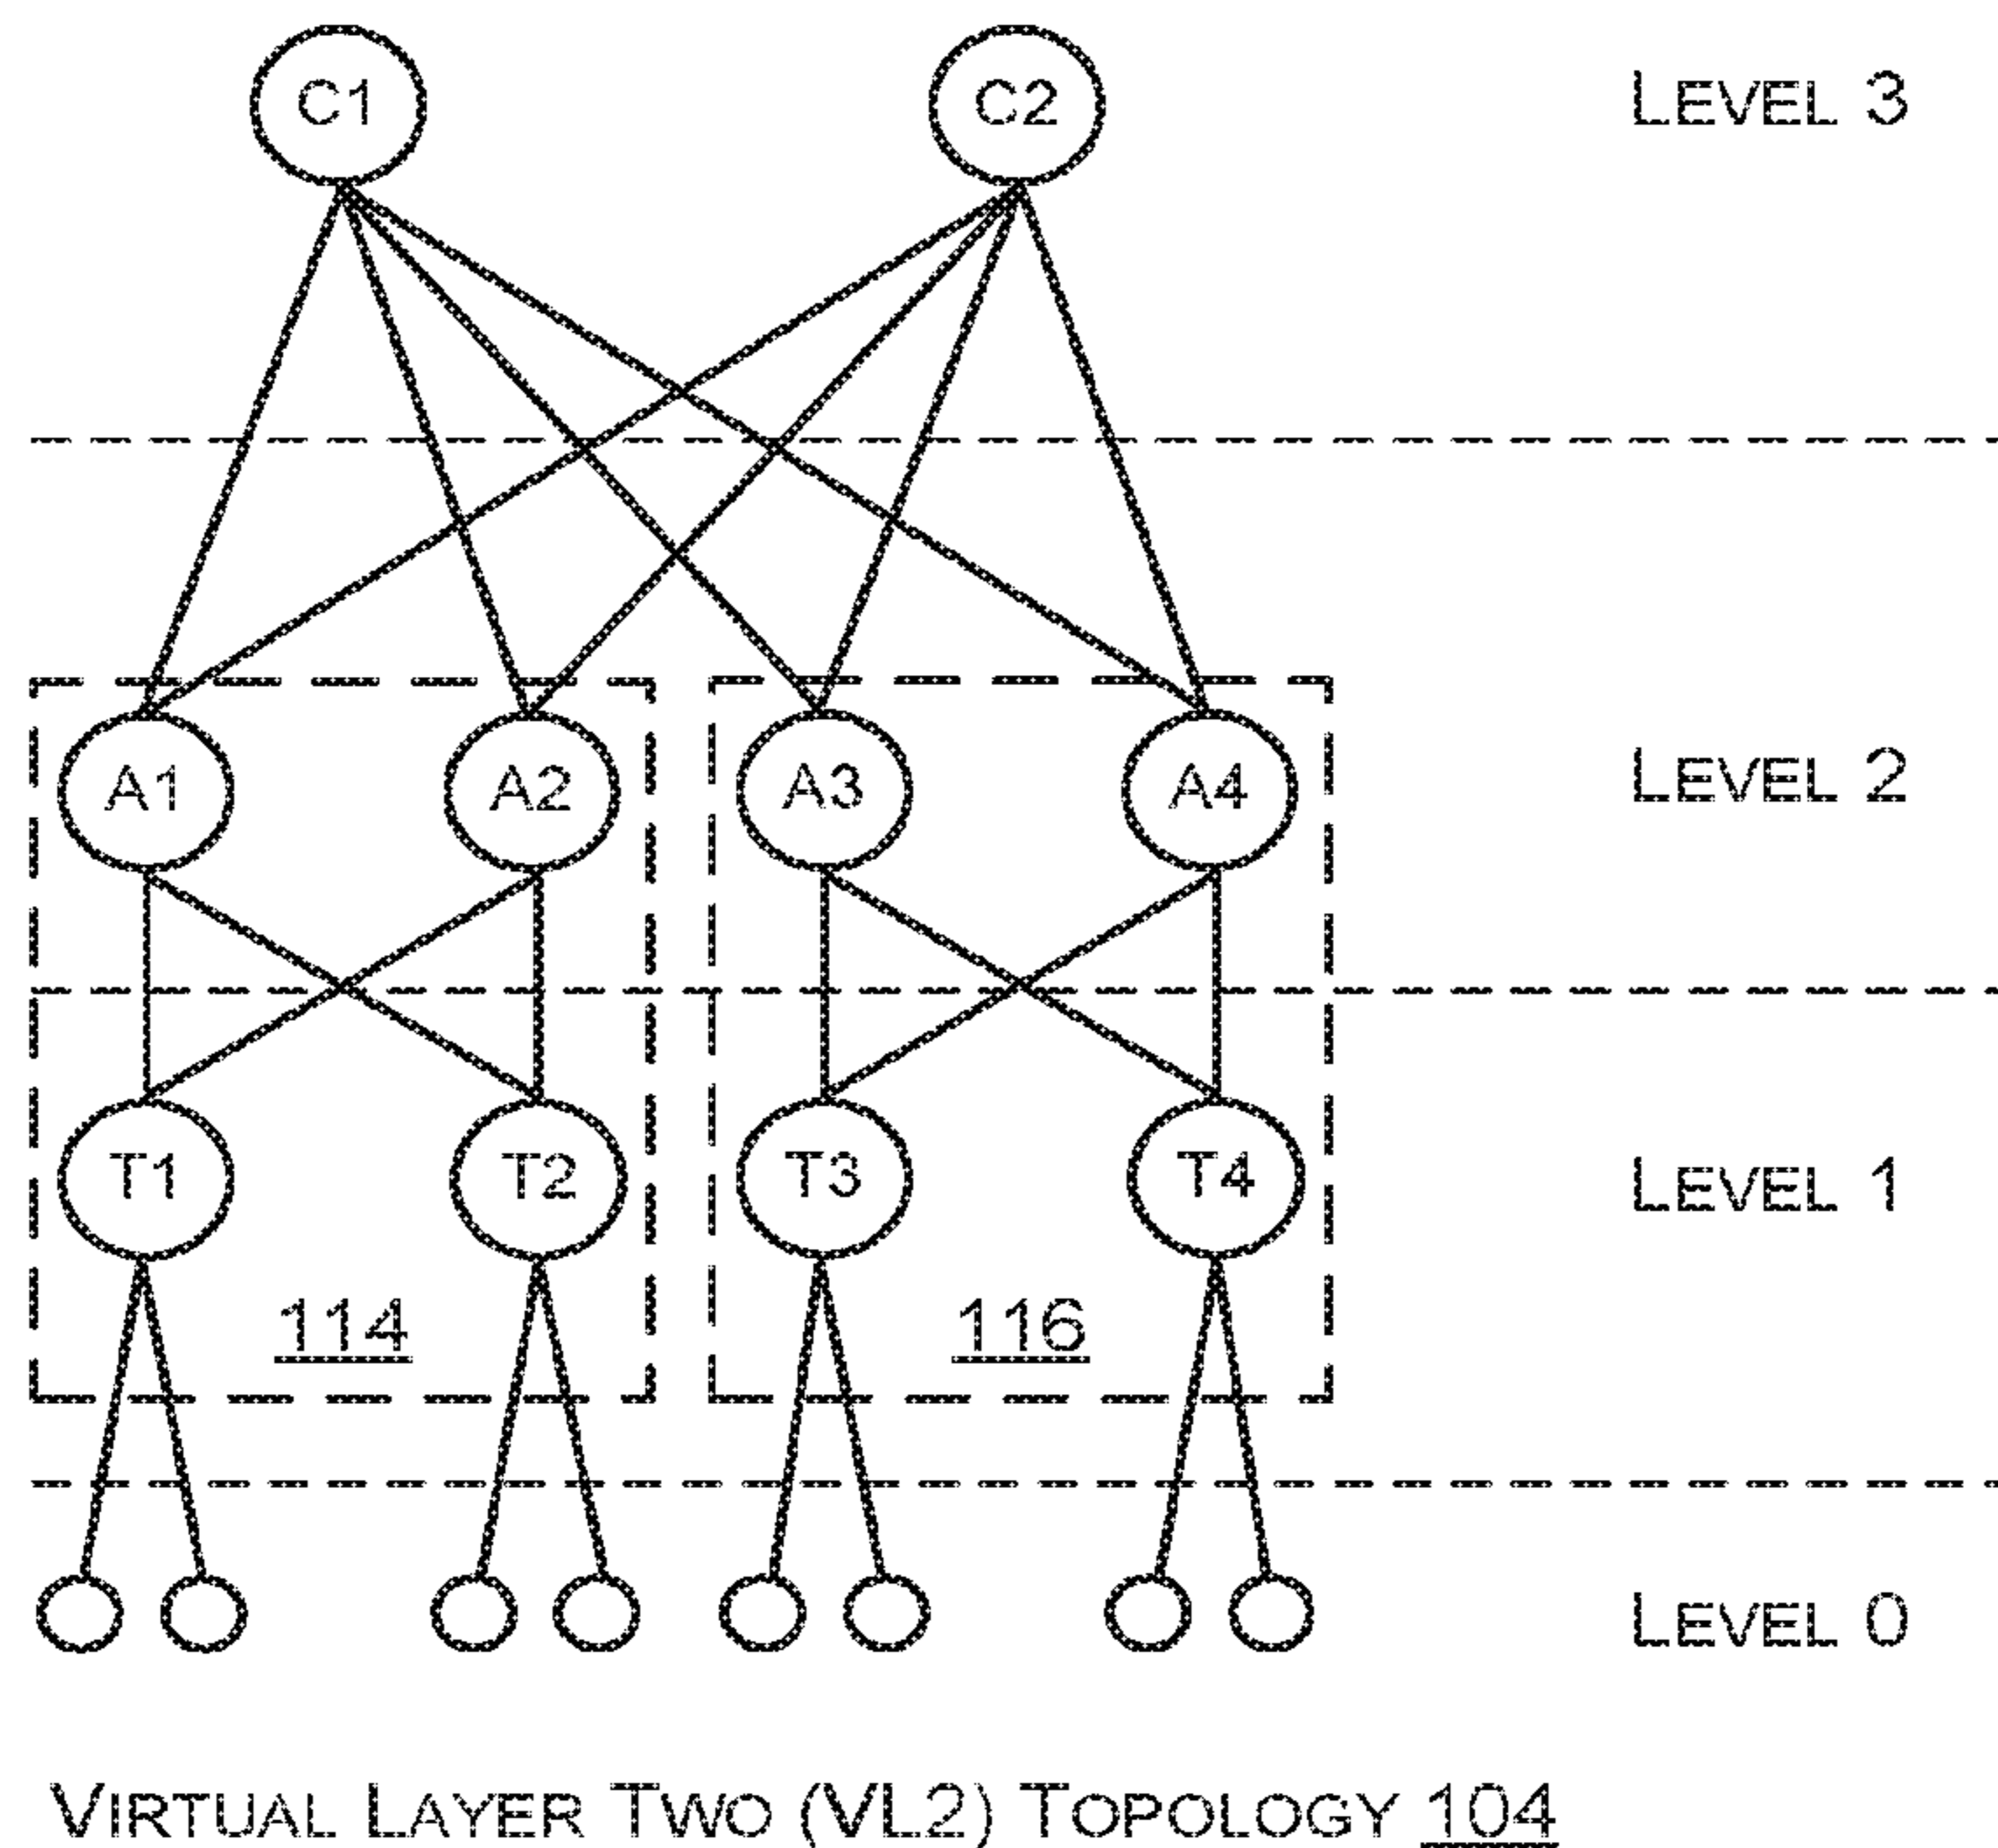 C1 C2 LEVEL 3
A1 A2 A3 A4 LEVEL 2
T1 T2 T3 T4 LEVEL 1
114 116
LEVEL 0
VIRTUAL LAYER TWO (VL2) TOPOLOGY 104